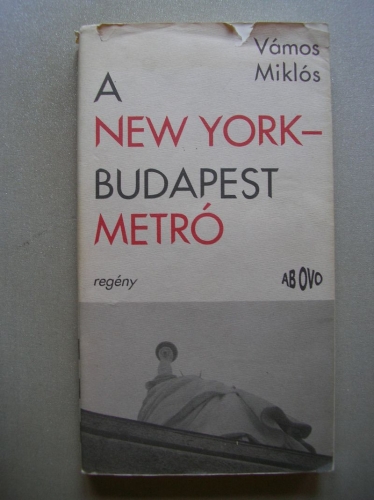 Vámos
Miklós
A
NEW YORK–
BUDAPEST
METRÓ
regény
AB OVO